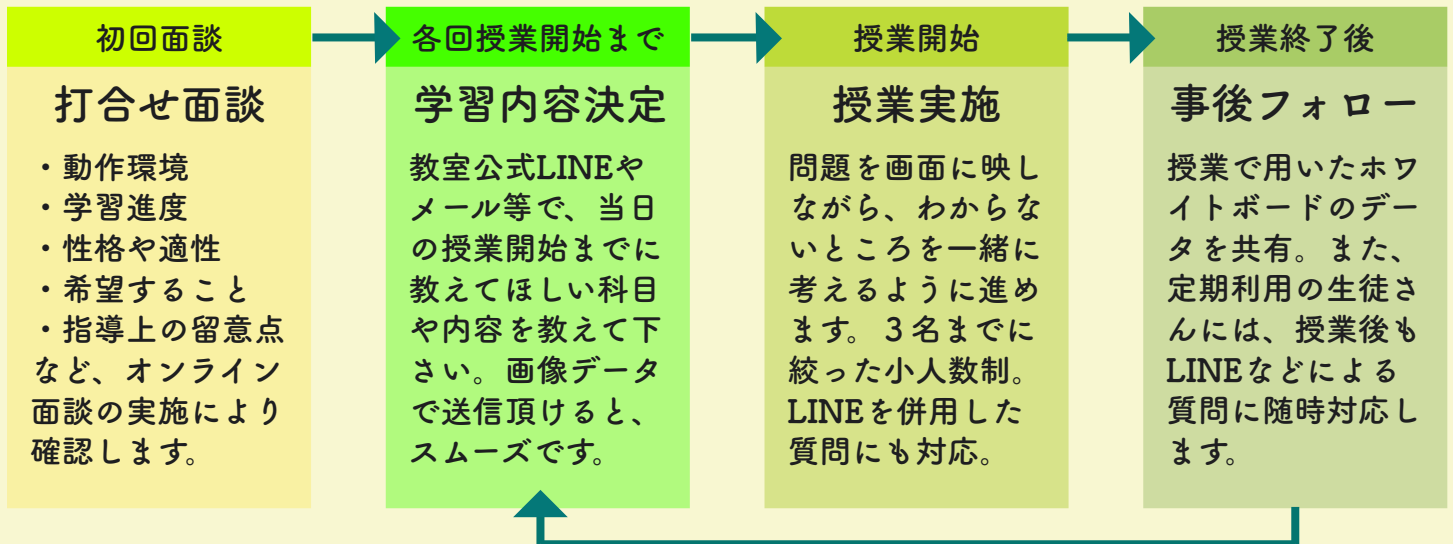 初回面談
打合せ面談
・動作環境
・学習進度
・性格や適性
・希望すること
・指導上の留意点
など、オンライン
面談の実施により
確認します。
各回授業開始まで
学習内容決定
教室公式LINEや
メール等で、当日
の授業開始までに
教えてほしい科目
や内容を教えて下
さい。画像データ
で送信頂けると、
スムーズです。
授業開始
授業実施
問題を画面に映し
ながら、わからな
いところを一緒に
考えるように進め
ます。３名までに
絞った小人数制。
LINEを併用した
質問にも対応。
授業終了後
事後フォロー
授業で用いたホワ
イトボードのデー
タを共有。また、
定期利用の生徒さ
んには、授業後も
LINEなどによる
質問に随時対応し
ます。